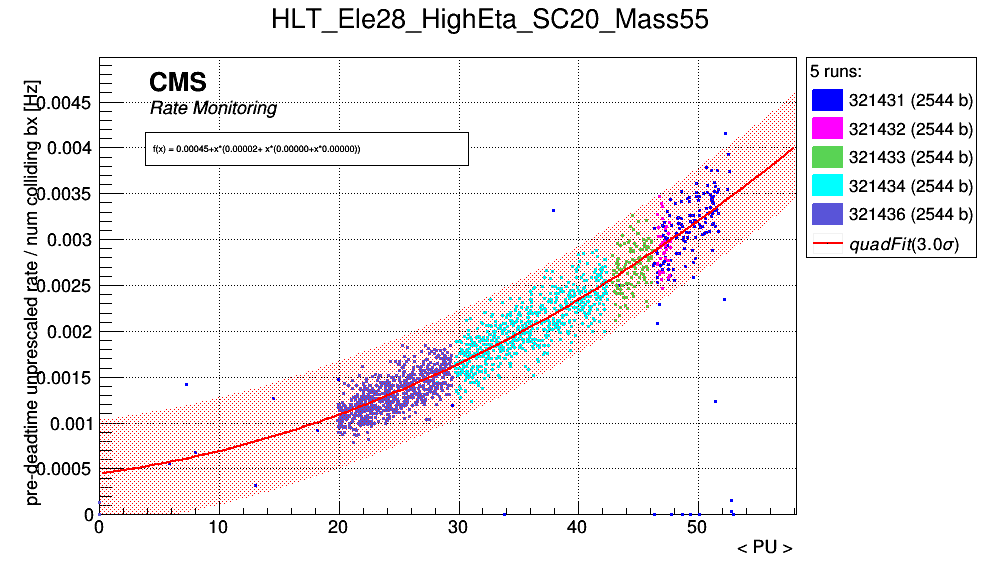 HLT_Ele28_HighEta_SC20_Mass55
CMS
Rate Monitoring
f(x) = 0.00045+x*(0.00002+ x*(0.00000+x*0.00000))
pre-deadtime unprescaled rate / num colliding bx [Hz]
0.0045
0.004
0.0035
0.003
0.0025
0.002
0.0015
0.001
0.0005
0
0 10 20 30 40 50
< PU >
5 runs:
321431 (2544 b)
321432 (2544 b)
321433 (2544 b)
321434 (2544 b)
321436 (2544 b)
quadFit(3.0σ)